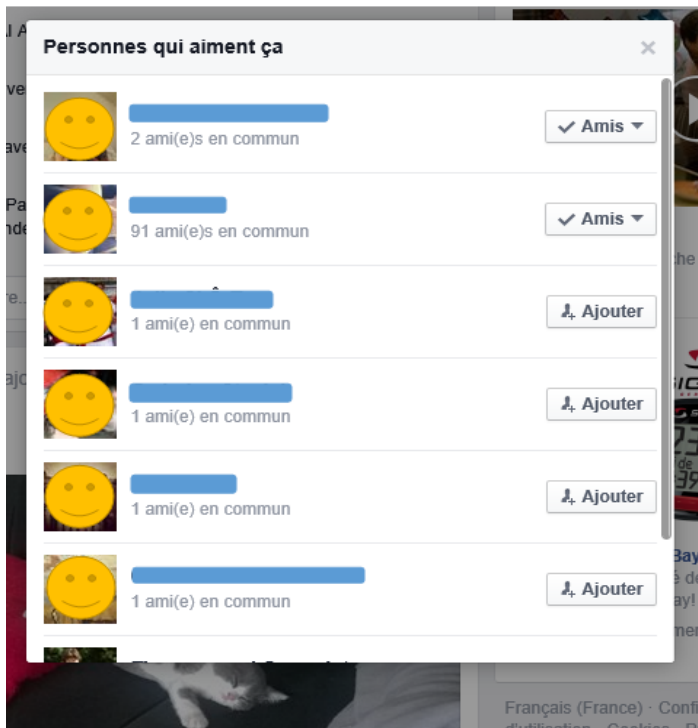 Personnes qui aiment ça
2 ami(e)s en commun
Amis
91 ami(e)s en commun
Amis
1 ami(e) en commun
Ajouter
1 ami(e) en commun
Ajouter
1 ami(e) en commun
Ajouter
1 ami(e) en commun
Ajouter
Français (France) ·